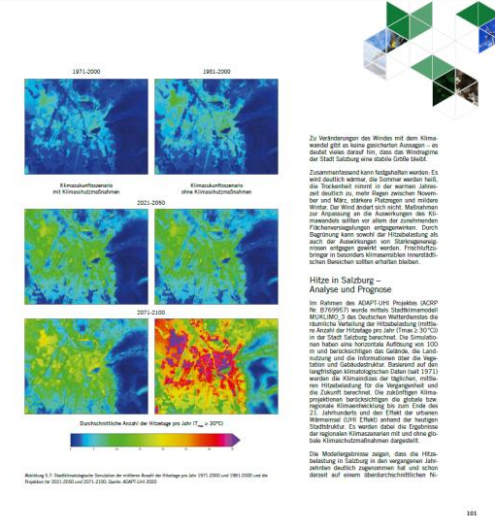 1971-2000
1981-2000
Klimazukunftsszenario
mit Klimaschutzmaßnahmen
Klimazukunftsszenario
ohne Klimaschutzmaßnahmen
2021-2050
2071-2100
Durchschnittliche Anzahl der Hitzetage pro Jahr (Tmax ≥ 30°C)
Abbildung 5.7: Stadtklimatologische Simulation der mittleren Anzahl der Hitzetage pro Jahr 1971-2000 und 1981-2000 und die
Projektion für 2021-2050 und 2071-2100. Quelle: ADAPT-UHI 2020
Zu Veränderungen des Windes mit dem Klima-
wandel gibt es keine gesicherten Aussagen – es
deutet vieles darauf hin, dass das Windregime
der Stadt Salzburg eine stabile Größe bleibt.
Zusammenfassend kann festgehalten werden: Es
wird deutlich wärmer, die Sommer werden heiß,
die Trockenheit nimmt in der warmen Jahres-
zeit deutlich zu, mehr Regen zwischen Novem-
ber und März, stärkere Platzregen und mildere
Winter. Der Wind ändert sich nicht. Maßnahmen
zur Anpassung an die Auswirkungen des Kli-
mawandels sollten vor allem der zunehmenden
Flächenversiegelungen entgegenwirken. Durch
Begrünung kann sowohl der Hitzebelastung als
auch der Auswirkungen von Starkregenereig-
nissen entgegen gewirkt werden. Frischluftzu-
bringer in besonders klimasensiblen innerstädti-
schen Bereichen sollten erhalten bleiben.
Hitze in Salzburg –
Analyse und Prognose
Im Rahmen des ADAPT-UHI Projektes (ACRP
Nr. B769957) wurde mittels Stadtklimamodell
MUKLIMO_3 des Deutschen Wetterdienstes die
räumliche Verteilung der Hitzebelastung (mittle-
re Anzahl der Hitzetage pro Jahr (Tmax ≥ 30 °C))
in der Stadt Salzburg berechnet. Die Simulatio-
nen haben eine horizontale Auflösung von 100
m und berücksichtigen das Gelände, die Land-
nutzung und die Informationen über die Vege-
tation und Gebäudestruktur. Basierend auf den
langfristigen klimatologischen Daten (seit 1971)
werden die Klimaindizes der täglichen, mittle-
ren Hitzebelastung für die Vergangenheit und
die Zukunft berechnet. Die zukünftigen Klima-
projektionen berücksichtigen die globale bzw.
regionale Klimaentwicklung bis zum Ende des
21. Jahrhunderts und den Effekt der urbanen
Wärmeinsel (UHI Effekt) anhand der heutigen
Stadtstruktur. Es werden dabei die Ergebnisse
der regionalen Klimaszenarien mit und ohne glo-
bale Klimaschutzmaßnahmen dargestellt.
Die Modellergebnisse zeigen, dass die Hitze-
belastung in Salzburg in den vergangenen Jahr-
zehnten deutlich zugenommen hat und schon
derzeit auf einem überdurchschnittlichen Ni-
101